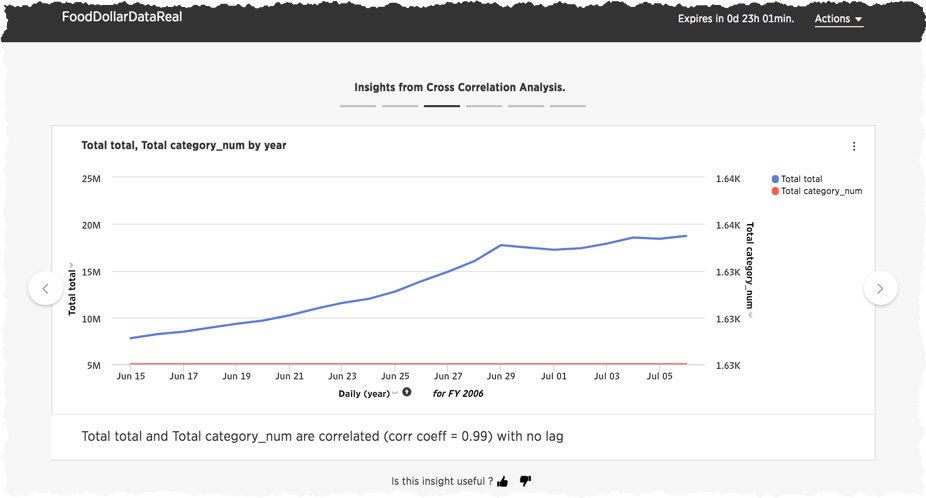 FoodDollarDataReal
Expires in 0d 23h 01min.
Actions
Insights from Cross Correlation Analysis.
Total total, Total category_num by year
25M
20M
15M
10M
5M
Total total
1.64K
1.64K
1.63K
1.63K
1.63K
Total category_num
Total total
Total category_num
Jun 15 Jun 17 Jun 19 Jun 21 Jun 23 Jun 25 Jun 27 Jun 29 Jul 01 Jul 03 Jul 05
Daily (year) for FY 2006
Total total and Total category_num are correlated (corr coeff = 0.99) with no lag
Is this insight useful ?